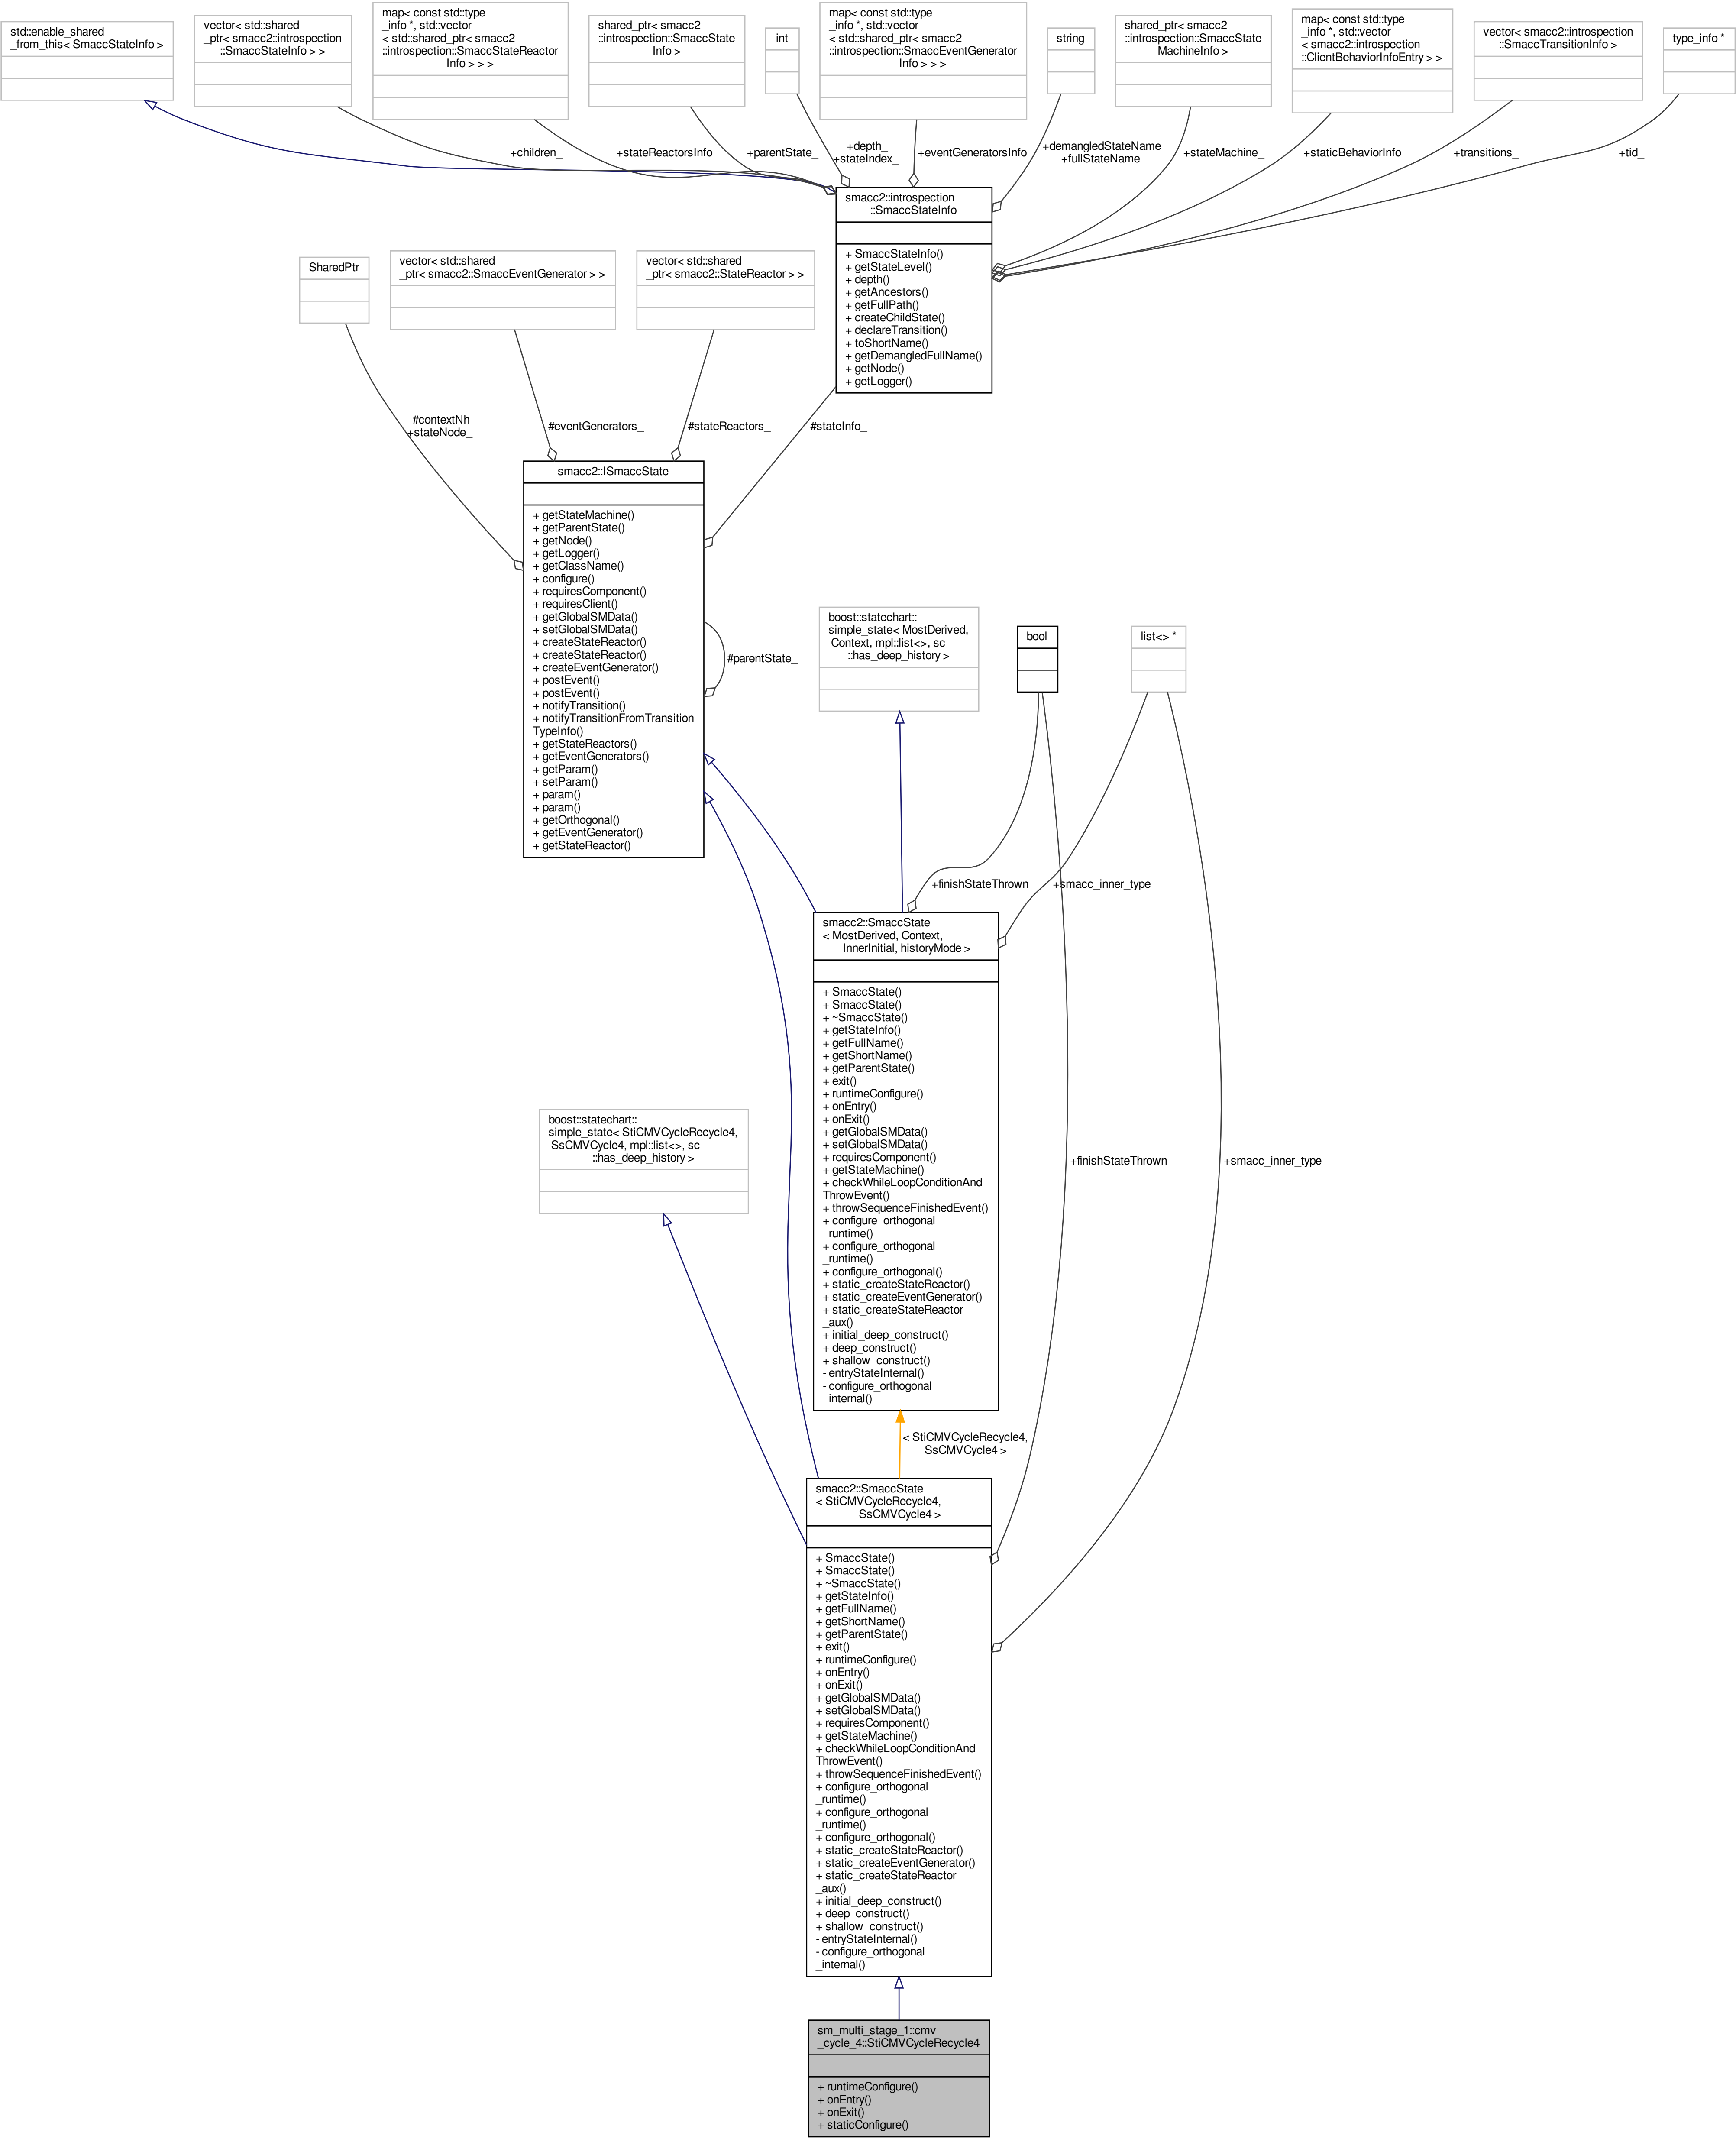 std::enable_shared
_from_this< SmaccStateInfo >
vector< std::shared
_ptr< smacc2::introspection
::SmaccStateInfo > >
map< const std::type
_info *, std::vector
< std::shared_ptr< smacc2
::introspection::SmaccStateReactor
Info > > >
shared_ptr< smacc2
::introspection::SmaccState
Info >
int
map< const std::type
_info *, std::vector
< std::shared_ptr< smacc2
::introspection::SmaccEventGenerator
Info > > >
string
shared_ptr< smacc2
::introspection::SmaccState
MachineInfo >
map< const std::type
_info *, std::vector
< smacc2::introspection
::ClientBehaviorInfoEntry > >
vector< smacc2::introspection
::SmaccTransitionInfo >
type_info *
+children_
+stateReactorsInfo
+parentState_
+depth_
+stateIndex_
+eventGeneratorsInfo
+demangledStateName
+fullStateName
+stateMachine_
+staticBehaviorInfo
+transitions_
+tid_
smacc2::introspection
::SmaccStateInfo
+ SmaccStateInfo()
+ getStateLevel()
+ depth()
+ getAncestors()
+ getFullPath()
+ createChildState()
+ declareTransition()
+ toShortName()
+ getDemangledFullName()
+ getNode()
+ getLogger()
SharedPtr
vector< std::shared
_ptr< smacc2::SmaccEventGenerator > >
vector< std::shared
_ptr< smacc2::StateReactor > >
#contextNh
+stateNode_
#eventGenerators_
#stateReactors_
#stateInfo_
smacc2::ISmaccState
+ getStateMachine()
+ getParentState()
+ getNode()
+ getLogger()
+ getClassName()
+ configure()
+ requiresComponent()
+ requiresClient()
+ getGlobalSMData()
+ setGlobalSMData()
+ createStateReactor()
+ createStateReactor()
+ createEventGenerator()
+ postEvent()
+ postEvent()
+ notifyTransition()
+ notifyTransitionFromTransition
TypeInfo()
+ getStateReactors()
+ getEventGenerators()
+ getParam()
+ setParam()
+ param()
+ param()
+ getOrthogonal()
+ getEventGenerator()
+ getStateReactor()
#parentState_
boost::statechart::
simple_state< MostDerived,
Context, mpl::list<>, sc
::has_deep_history >
bool
list<> *
+finishStateThrown
+smacc_inner_type
smacc2::SmaccState
< MostDerived, Context,
InnerInitial, historyMode >
+ SmaccState()
+ SmaccState()
+ ~SmaccState()
+ getStateInfo()
+ getFullName()
+ getShortName()
+ getParentState()
+ exit()
+ runtimeConfigure()
+ onEntry()
+ onExit()
+ getGlobalSMData()
+ setGlobalSMData()
+ requiresComponent()
+ getStateMachine()
+ checkWhileLoopConditionAnd
ThrowEvent()
+ throwSequenceFinishedEvent()
+ configure_orthogonal
_runtime()
+ configure_orthogonal
_runtime()
+ configure_orthogonal()
+ static_createStateReactor()
+ static_createEventGenerator()
+ static_createStateReactor
_aux()
+ initial_deep_construct()
+ deep_construct()
+ shallow_construct()
- entryStateInternal()
- configure_orthogonal
_internal()
boost::statechart::
simple_state< StiCMVCycleRecycle4,
SsCMVCycle4, mpl::list<>, sc
::has_deep_history >
+finishStateThrown
+smacc_inner_type
< StiCMVCycleRecycle4,
SsCMVCycle4 >
smacc2::SmaccState
< StiCMVCycleRecycle4,
SsCMVCycle4 >
+ SmaccState()
+ SmaccState()
+ ~SmaccState()
+ getStateInfo()
+ getFullName()
+ getShortName()
+ getParentState()
+ exit()
+ runtimeConfigure()
+ onEntry()
+ onExit()
+ getGlobalSMData()
+ setGlobalSMData()
+ requiresComponent()
+ getStateMachine()
+ checkWhileLoopConditionAnd
ThrowEvent()
+ throwSequenceFinishedEvent()
+ configure_orthogonal
_runtime()
+ configure_orthogonal
_runtime()
+ configure_orthogonal()
+ static_createStateReactor()
+ static_createEventGenerator()
+ static_createStateReactor
_aux()
+ initial_deep_construct()
+ deep_construct()
+ shallow_construct()
- entryStateInternal()
- configure_orthogonal
_internal()
sm_multi_stage_1::cmv
_cycle_4::StiCMVCycleRecycle4
+ runtimeConfigure()
+ onEntry()
+ onExit()
+ staticConfigure()